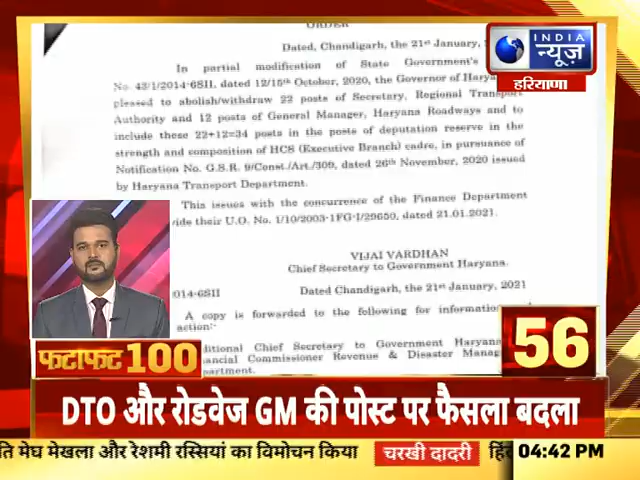 ORDER
Dated, Chandigarh, the 21st January,
In partial modification of State Government's
No. 43/1/2014-6SII, dated 12/15th October, 2020, the Governor of Haryana
pleased to abolish/withdraw 22 posts of Secretary, Regional Transport
Authority and 12 posts of General Manager, Haryana Roadways and to
include these 22+12=34 posts in the posts of deputation reserve in the
strength and composition of HCS (Executive Branch) cadre, in pursuance of
Notification No. G.S.R. 9/Const./Art./309, dated 26th November, 2020 issued
by Haryana Transport Department.
This issues with the concurrence of the Finance Department
vide their U.O. No. 1/10/2003-1FG-I/29650, dated 21.01.2021.
VIJAI VARDHAN
Chief Secretary to Government Haryana.
2014-6SII Dated Chandigarh, the 21st January, 2021
A copy is forwarded to the following for information
action:
Chief Secretary to Government Haryana
Commissioner Revenue & Disaster
INDIA
न्यूज़
हरियाणा
फटाफट 100
56
DTO और रोडवेज GM की पोस्ट पर फैसला बदला
ति मेघ मेखला और रेशमी रस्सियां का विमोचन किया चरखी दादरी
04:42 PM